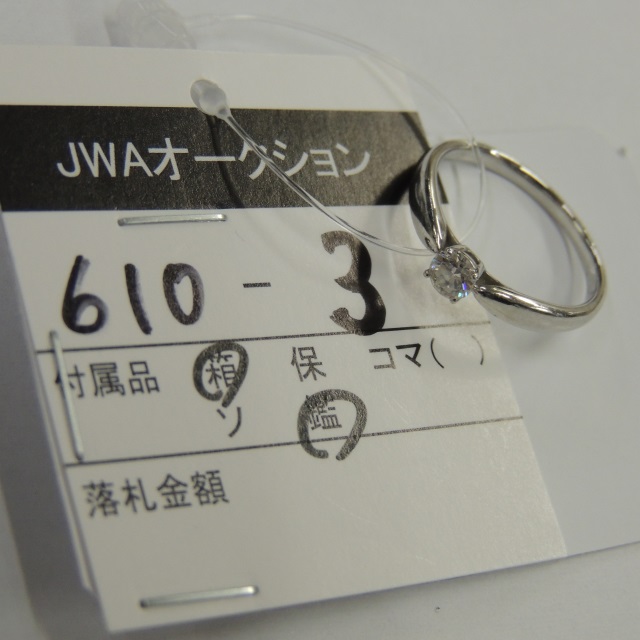 JWAオークション
610-3
付属品 箱 保 コマ( )
ソ 鑑
落札金額